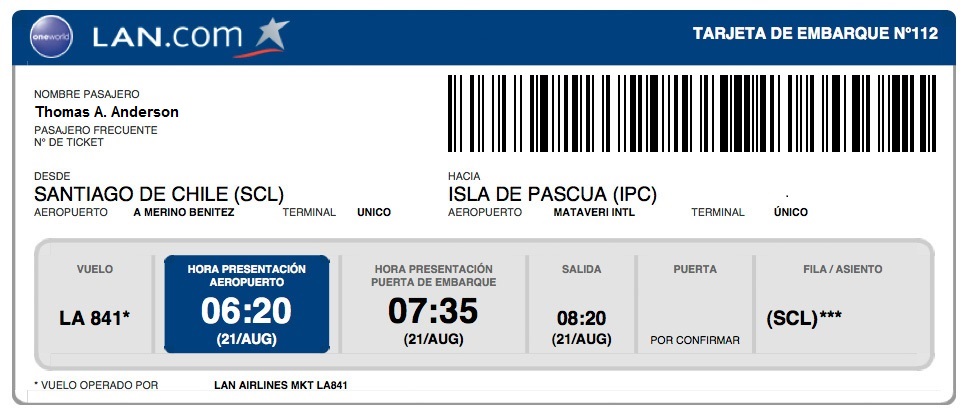 oneworld LAN.com TARJETA DE EMBARQUE Nº112
NOMBRE PASAJERO
Thomas A. Anderson
PASAJERO FRECUENTE
Nº DE TICKET
DESDE HACIA
SANTIAGO DE CHILE (SCL) ISLA DE PASCUA (IPC)
AEROPUERTO A MERINO BENITEZ TERMINAL UNICO AEROPUERTO MATAVERI INTL TERMINAL ÚNICO
VUELO
LA 841*
HORA PRESENTACIÓN
AEROPUERTO
06:20
(21/AUG)
HORA PRESENTACIÓN
PUERTA DE EMBARQUE
07:35
(21/AUG)
SALIDA
08:20
(21/AUG)
PUERTA
POR CONFIRMAR
FILA / ASIENTO
(SCL)***
* VUELO OPERADO POR LAN AIRLINES MKT LA841